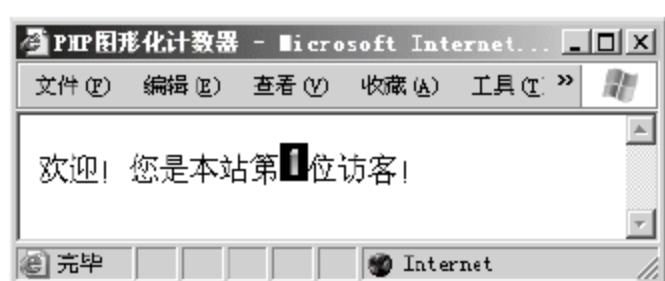 PHP图形化计数器 - Microsoft Internet...
文件(F) 编辑(E) 查看(V) 收藏(A) 工具(T) »
欢迎! 您是本站第1位访客!
完毕 Internet